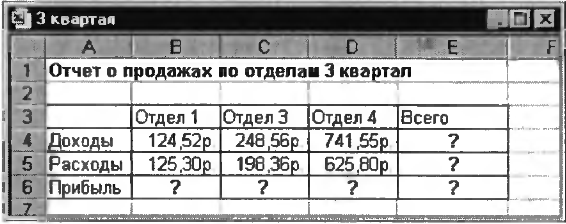 3 квартал
A B C D E F
1 Отчет о продажах по отделам 3 квартал
2
3 Отдел 1 Отдел 3 Отдел 4 Всего
4 Доходы 124,52р 248,56р 741,55р ?
5 Расходы 125,30р 198,36р 625,80р ?
6 Прибыль ? ? ? ?
7